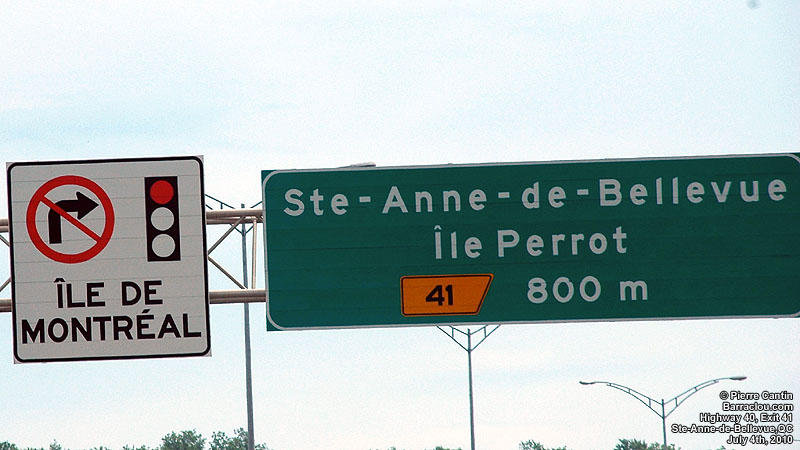 ÎLE DE
MONTRÉAL
Ste-Anne-de-Bellevue
Île Perrot
41 800 m
© Pierre Cantin
Barraclou.com
Highway 40, Exit 41
Ste-Anne-de-Bellevue,QC
July 4th, 2010